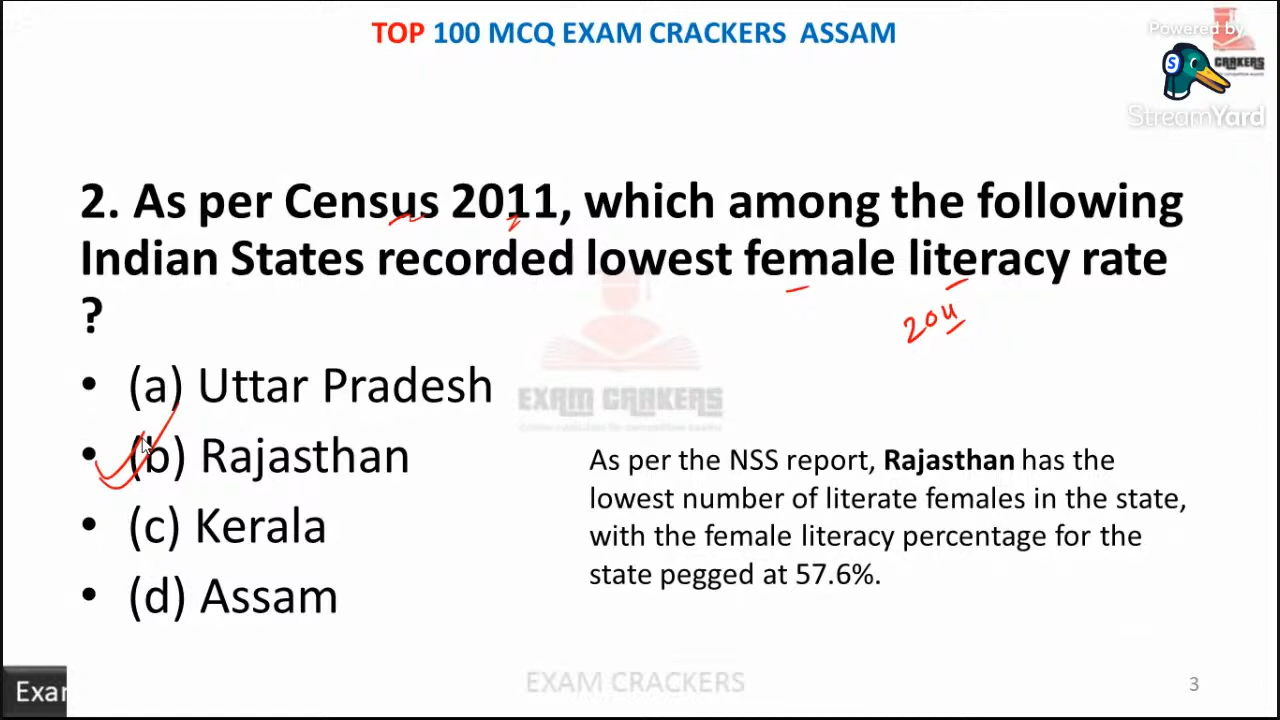 TOP 100 MCQ EXAM CRACKERS ASSAM
Powered by
CRAKERS
StreamYard
2. As per Census 2011, which among the following
Indian States recorded lowest female literacy rate
?
2011
• (a) Uttar Pradesh
• (b) Rajasthan
• (c) Kerala
• (d) Assam
EXAM CRAKERS
As per the NSS report, Rajasthan has the
lowest number of literate females in the state,
with the female literacy percentage for the
state pegged at 57.6%.
Exam
EXAM CRACKERS
3